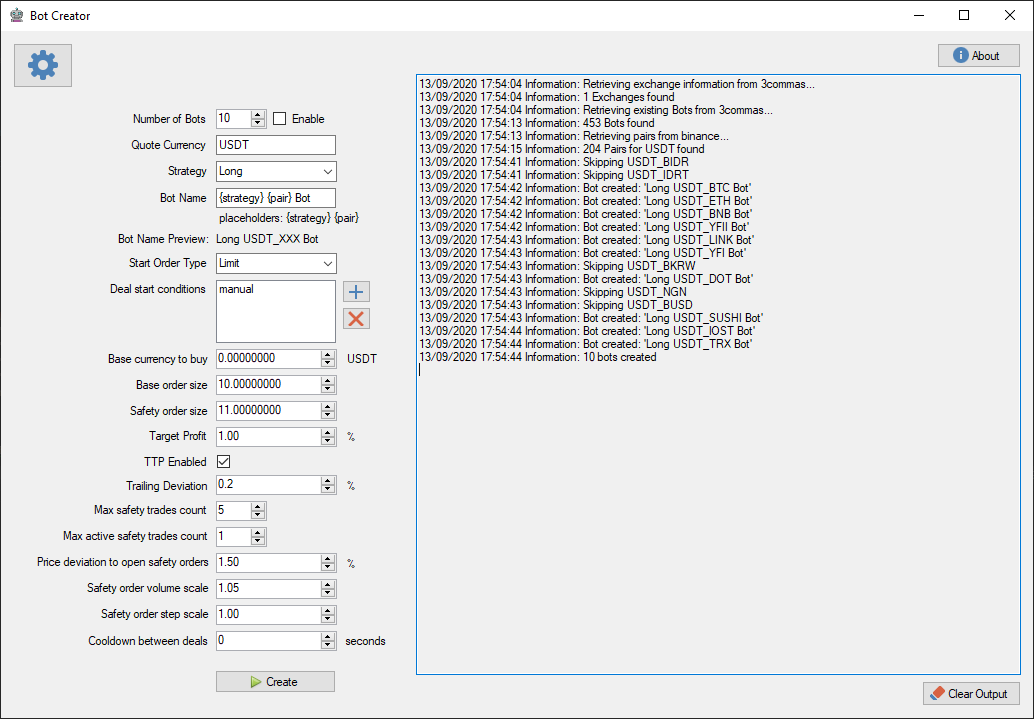 Bot Creator
About
Number of Bots 10 Enable
Quote Currency USDT
Strategy Long
Bot Name {strategy} {pair} Bot
placeholders: {strategy} {pair}
Bot Name Preview: Long USDT_XXX Bot
Start Order Type Limit
Deal start conditions manual
Base currency to buy 0.00000000 USDT
Base order size 10.00000000
Safety order size 11.00000000
Target Profit 1.00 %
TTP Enabled
Trailing Deviation 0.2 %
Max safety trades count 5
Max active safety trades count 1
Price deviation to open safety orders 1.50 %
Safety order volume scale 1.05
Safety order step scale 1.00
Cooldown between deals 0 seconds
Create
13/09/2020 17:54:04 Information: Retrieving exchange information from 3commas...
13/09/2020 17:54:04 Information: 1 Exchanges found
13/09/2020 17:54:04 Information: Retrieving existing Bots from 3commas...
13/09/2020 17:54:13 Information: 453 Bots found
13/09/2020 17:54:13 Information: Retrieving pairs from binance...
13/09/2020 17:54:15 Information: 204 Pairs for USDT found
13/09/2020 17:54:41 Information: Skipping USDT_BIDR
13/09/2020 17:54:41 Information: Skipping USDT_IDRT
13/09/2020 17:54:42 Information: Bot created: 'Long USDT_BTC Bot'
13/09/2020 17:54:42 Information: Bot created: 'Long USDT_ETH Bot'
13/09/2020 17:54:42 Information: Bot created: 'Long USDT_BNB Bot'
13/09/2020 17:54:42 Information: Bot created: 'Long USDT_YFII Bot'
13/09/2020 17:54:43 Information: Bot created: 'Long USDT_LINK Bot'
13/09/2020 17:54:43 Information: Bot created: 'Long USDT_YFI Bot'
13/09/2020 17:54:43 Information: Skipping USDT_BKRW
13/09/2020 17:54:43 Information: Bot created: 'Long USDT_DOT Bot'
13/09/2020 17:54:43 Information: Skipping USDT_NGN
13/09/2020 17:54:43 Information: Skipping USDT_BUSD
13/09/2020 17:54:43 Information: Bot created: 'Long USDT_SUSHI Bot'
13/09/2020 17:54:44 Information: Bot created: 'Long USDT_IOST Bot'
13/09/2020 17:54:44 Information: Bot created: 'Long USDT_TRX Bot'
13/09/2020 17:54:44 Information: 10 bots created
Clear Output